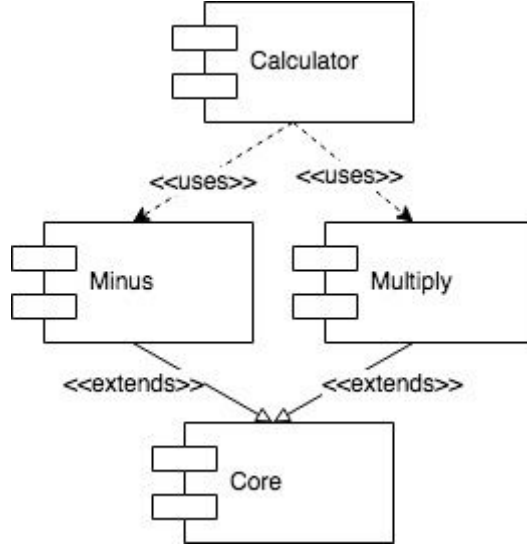 Calculator
<<uses>>
<<uses>>
Minus
Multiply
<<extends>>
<<extends>>
Core